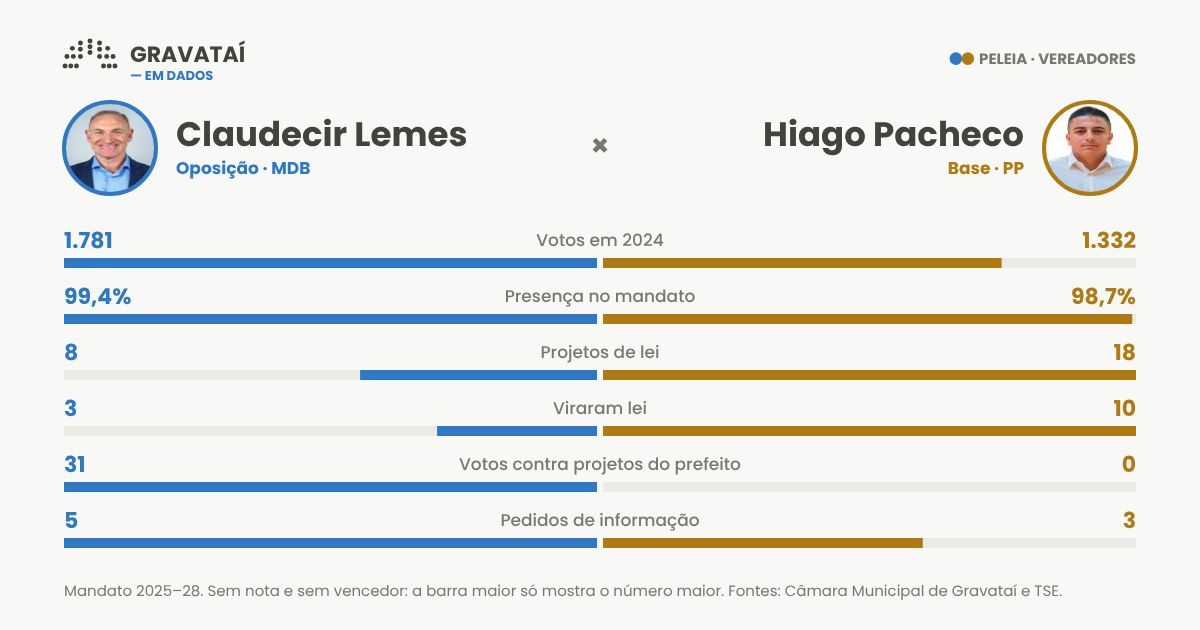 GRAVATAÍ
— EM DADOS
PELEIA · VEREADORES
Claudecir Lemes
Oposição · MDB
×
Hiago Pacheco
Base · PP
1.781 Votos em 2024 1.332
99,4% Presença no mandato 98,7%
8 Projetos de lei 18
3 Viraram lei 10
31 Votos contra projetos do prefeito 0
5 Pedidos de informação 3
Mandato 2025–28. Sem nota e sem vencedor: a barra maior só mostra o número maior. Fontes: Câmara Municipal de Gravataí e TSE.